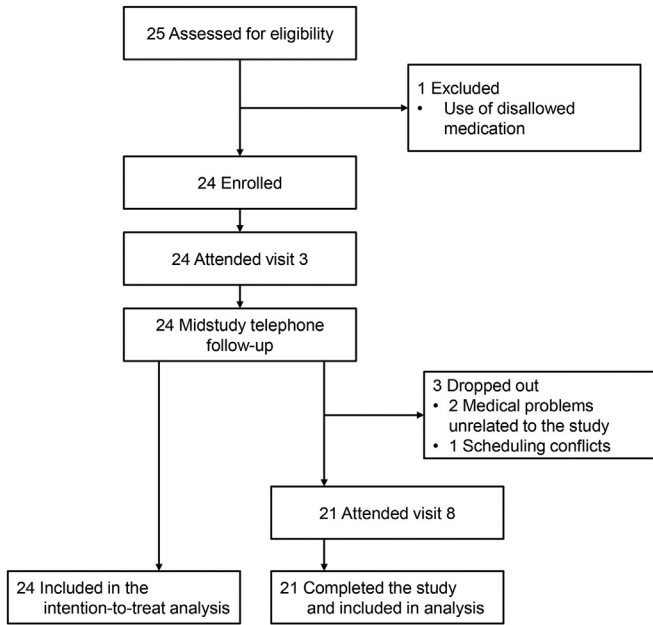 25 Assessed for eligibility
1 Excluded
• Use of disallowed
medication
24 Enrolled
24 Attended visit 3
24 Midstudy telephone
follow-up
3 Dropped out
• 2 Medical problems
unrelated to the study
• 1 Scheduling conflicts
21 Attended visit 8
24 Included in the
intention-to-treat analysis
21 Completed the study
and included in analysis